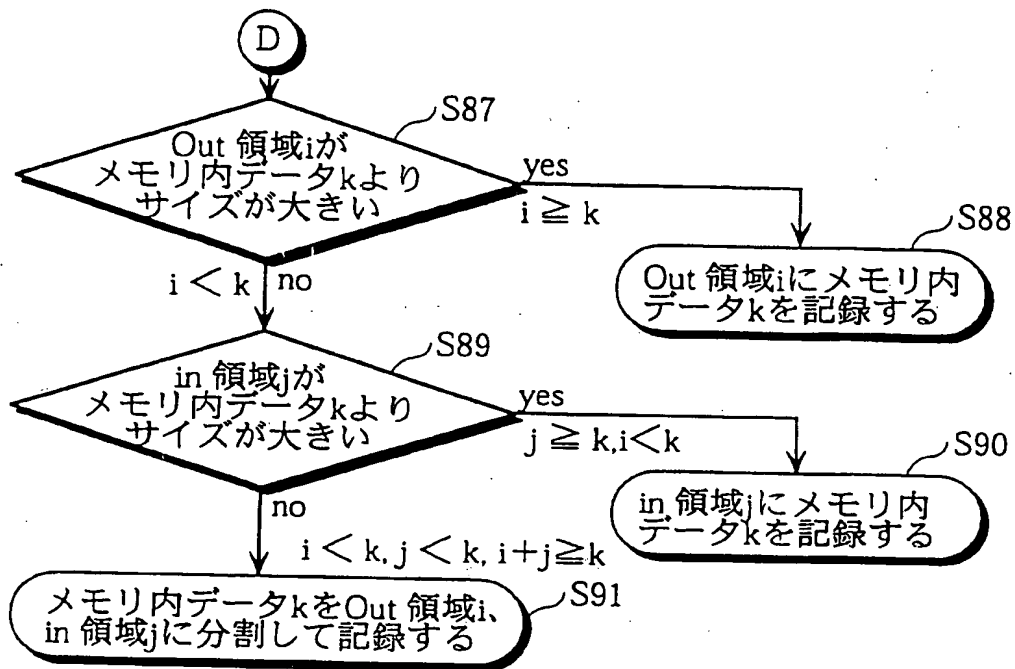 D
S87
Out 領域iが
メモリ内データkより
サイズが大きい
yes
i ≧ k
S88
Out 領域iにメモリ内
データkを記録する
i < k
no
S89
in 領域jが
メモリ内データkより
サイズが大きい
yes
j ≧ k,i<k
S90
in 領域jにメモリ内
データkを記録する
no
i < k, j < k, i+j≧k
S91
メモリ内データkをOut 領域i、
in 領域jに分割して記録する